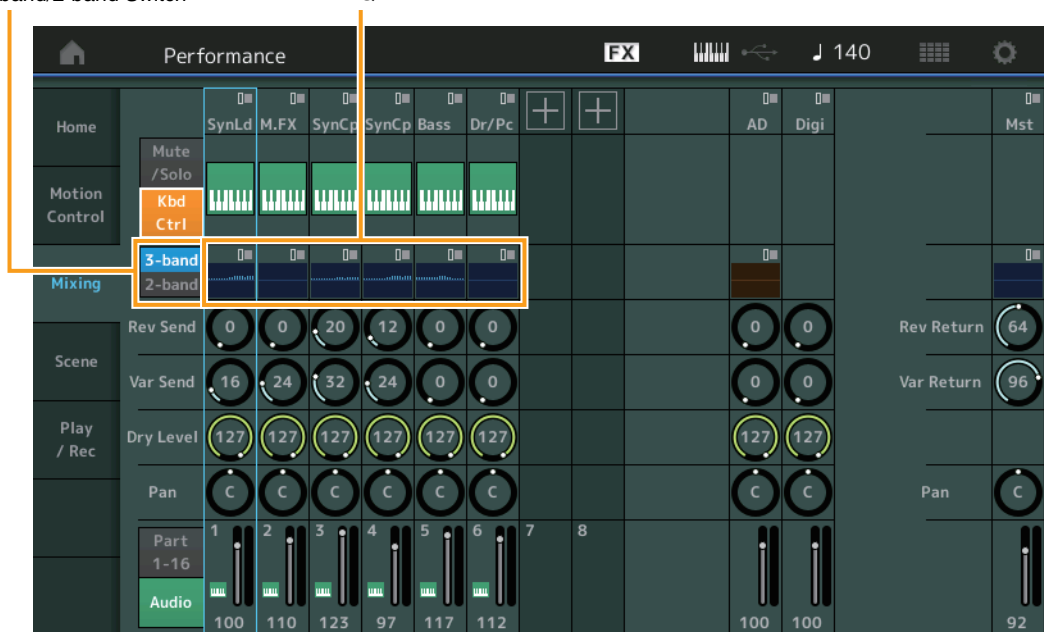 Performance FX 140
SynLd M.FX SynCp SynCp Bass Dr/Pc AD Digi Mst
Home
Mute
/Solo
Motion
Control
Kbd
Ctrl
3-band
2-band
Mixing
Rev Send 0 0 20 12 0 0 0 0 Rev Return 64
Scene
Var Send 16 24 32 24 0 0 0 0 Var Return 96
Play
/ Rec
Dry Level 127 127 127 127 127 127 127 127
Pan C C C C C C C C Pan C
Part
1-16
1 2 3 4 5 6 7 8
Audio
100 110 123 97 117 112 100 100 92